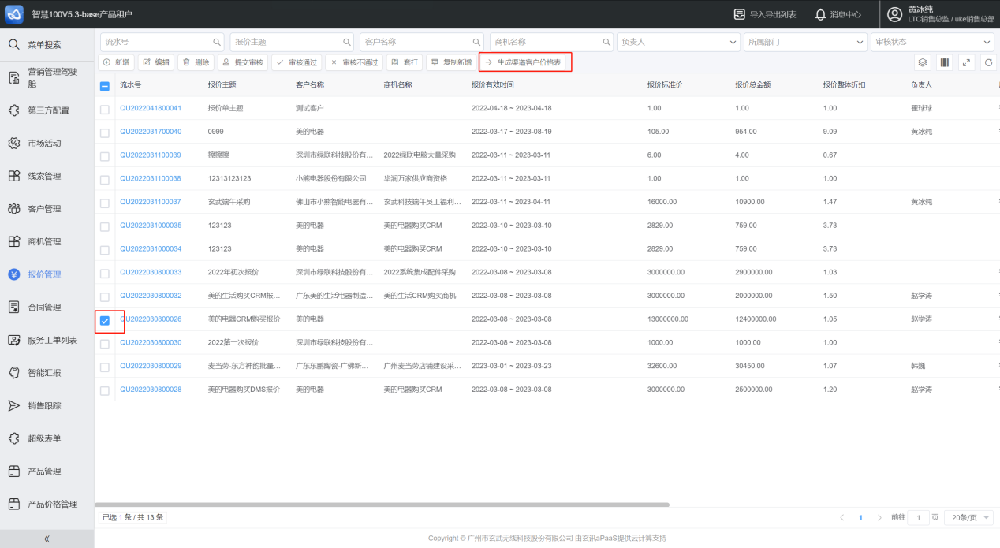 智慧100V5.3-base产品租户
导入导出列表
消息中心
黄冰纯
LTC销售总监 / uke销售总部
菜单搜索
营销管理驾驶舱
第三方配置
市场活动
线索管理
客户管理
商机管理
报价管理
合同管理
服务工单列表
智能汇报
销售跟踪
超级表单
产品管理
产品价格管理
流水号 报价主题 客户名称 商机名称 负责人 所属部门 审核状态
新增 编辑 删除 提交审核 审核通过 审核不通过 套打 复制新增 生成渠道客户价格表
流水号 报价主题 客户名称 商机名称 报价有效时间 报价标准价 报价总金额 报价整体折扣 负责人
QU2022041800041 报价单主题 测试客户 2022-04-18 ~ 2023-04-18 1.00 1.00 1.00 瞿球球
QU2022031700040 0999 美的电器 2022-03-17 ~ 2023-08-19 105.00 954.00 9.09 黄冰纯
QU2022031100039 擦擦擦 深圳市绿联科技股份有... 2022绿联电脑大量采购 2022-03-11 ~ 2023-03-11 6.00 4.00 0.67
QU2022031100038 12313123123 小熊电器股份有限公司 华润万家供应商资格 2022-03-11 ~ 2023-03-11 1.00 1.00 1.00
QU2022031100037 玄武端午采购 佛山市小熊智能电器有... 玄武科技端午员工福利... 2022-03-11 ~ 2023-04-11 16000.00 10900.00 1.47 黄冰纯
QU2022031000035 123123 美的电器 美的电器购买CRM 2022-03-10 ~ 2023-03-10 2829.00 759.00 3.73
QU2022031000034 123123 美的电器 美的电器购买CRM 2022-03-10 ~ 2023-03-10 2829.00 759.00 3.73
QU2022030800033 2022年初次报价 深圳市绿联科技股份有... 2022系统集成配件采购 2022-03-08 ~ 2023-03-08 3000000.00 2900000.00 1.03
QU2022030800032 美的生活购买CRM报... 广东美的生活电器制造... 美的生活CRM购买商机 2022-03-08 ~ 2023-03-08 3000000.00 2000000.00 1.50 赵学涛
QU2022030800026 美的电器CRM购买报价 美的电器 2022-03-08 ~ 2023-03-08 13000000.00 12400000.00 1.05 赵学涛
QU2022030800030 2022第一次报价 深圳市绿联科技股份有... 2022-03-08 ~ 2023-03-08 1000.00 1000.00 1.00
QU2022030800029 麦当劳-东方神韵批量... 广东东鹏陶瓷-广佛新... 广州麦当劳店铺建设采... 2023-03-01 ~ 2023-03-23 32600.00 30450.00 1.07 韩巍
QU2022030800028 美的电器购买DMS报价 美的电器 美的电器购买CRM 2022-03-08 ~ 2023-03-08 3000000.00 2500000.00 1.20 赵学涛
已选 1 条 / 共 13 条
1 前往 1 页 20条/页
Copyright © 广州市玄武无线科技股份有限公司 由玄讯aPaaS提供云计算支持